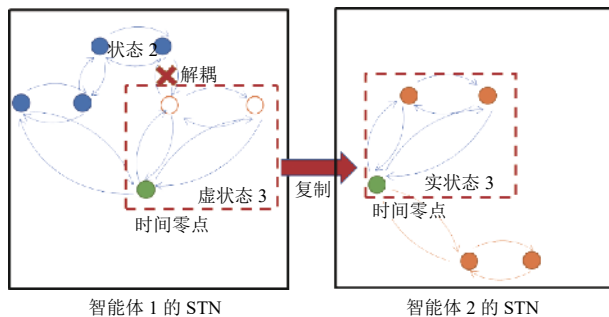 状态 2
解耦
虚状态 3
时间零点
复制
实状态 3
时间零点
智能体 1 的 STN
智能体 2 的 STN